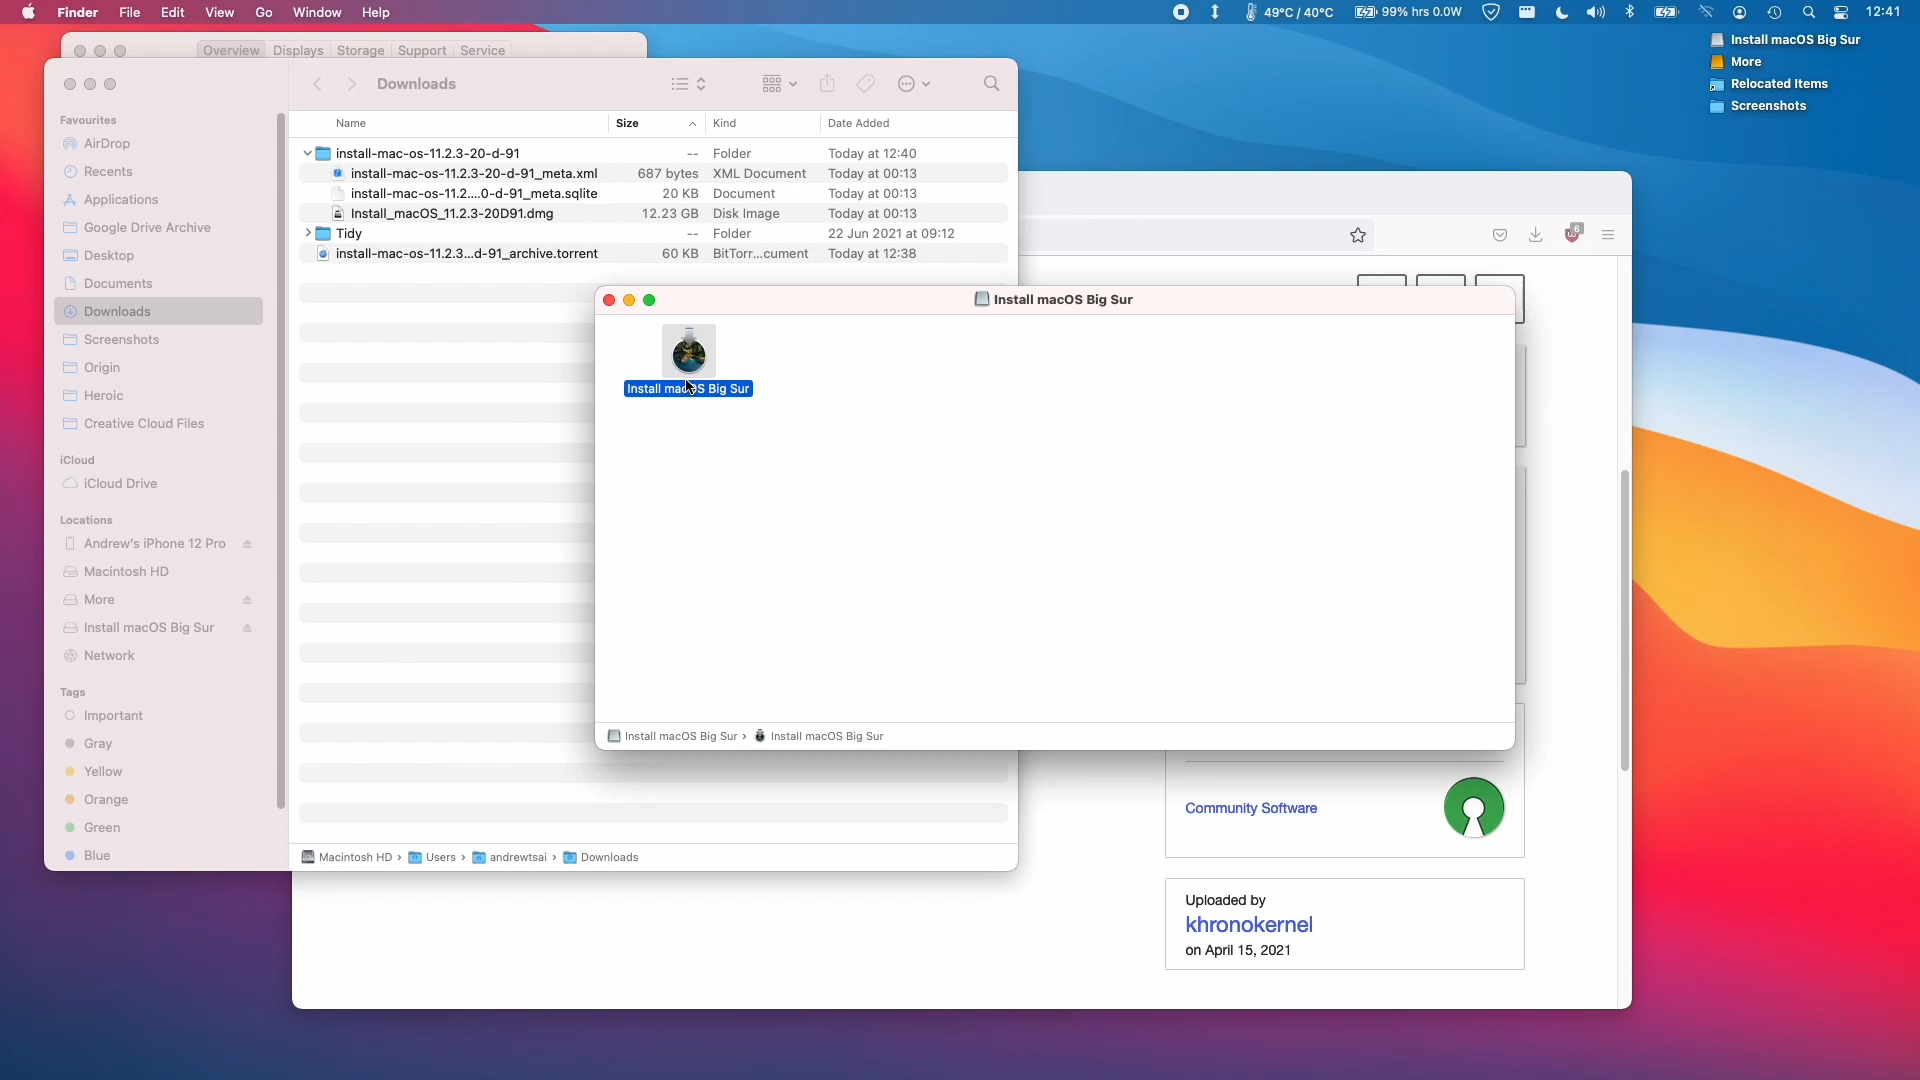 Finder File Edit View Go Window Help
49°C / 40°C 99% hrs 0.0W 12:41
Install macOS Big Sur
More
Relocated Items
Screenshots
Overview Displays Storage Support Service
Downloads
Favourites
AirDrop
Recents
Applications
Google Drive Archive
Desktop
Documents
Downloads
Screenshots
Origin
Heroic
Creative Cloud Files
iCloud
iCloud Drive
Locations
Andrew's iPhone 12 Pro
Macintosh HD
More
Install macOS Big Sur
Network
Tags
Important
Gray
Yellow
Orange
Green
Blue
Name Size Kind Date Added
install-mac-os-11.2.3-20-d-91 -- Folder Today at 12:40
install-mac-os-11.2.3-20-d-91_meta.xml 687 bytes XML Document Today at 00:13
install-mac-os-11.2....0-d-91_meta.sqlite 20 KB Document Today at 00:13
Install_macOS_11.2.3-20D91.dmg 12.23 GB Disk Image Today at 00:13
Tidy -- Folder 22 Jun 2021 at 09:12
install-mac-os-11.2.3...d-91_archive.torrent 60 KB BitTorr...cument Today at 12:38
Macintosh HD › Users › andrewtsai › Downloads
6
Install macOS Big Sur
Install macOS Big Sur
Install macOS Big Sur › Install macOS Big Sur
Community Software
Uploaded by
khronokernel
on April 15, 2021